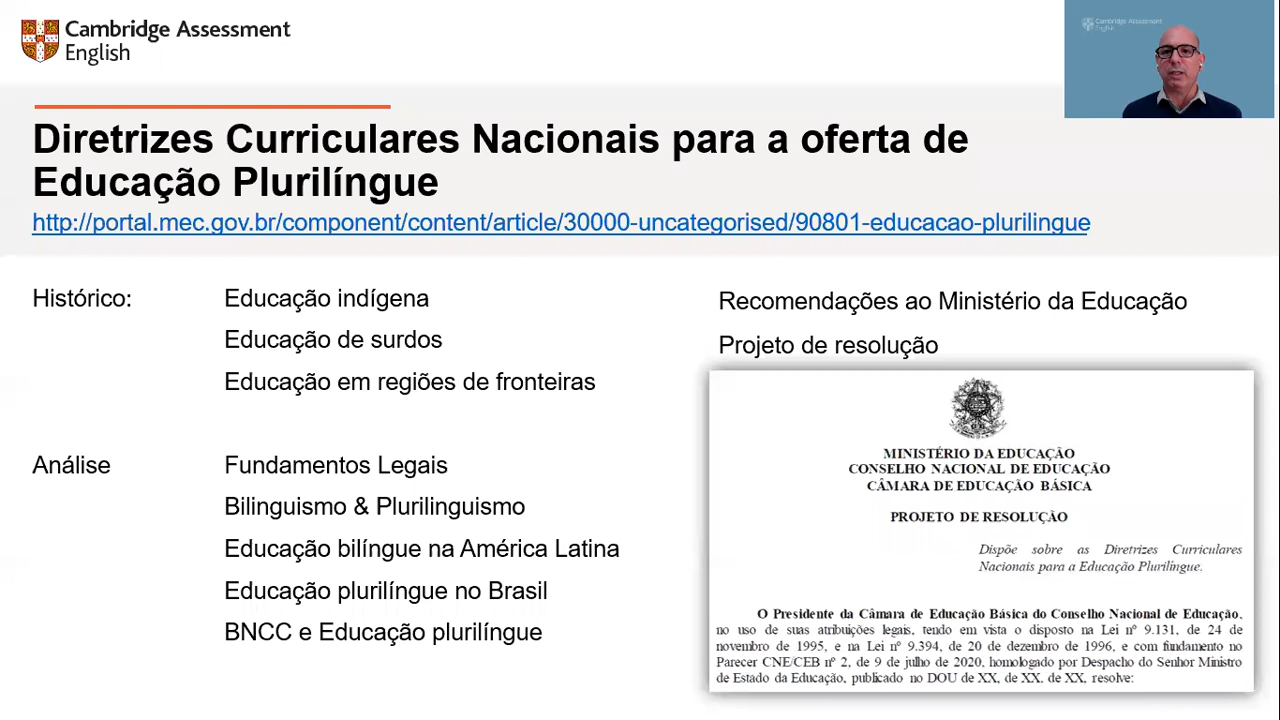 Cambridge Assessment
English
Cambridge Assessment
English
Diretrizes Curriculares Nacionais para a oferta de
Educação Plurilíngue
http://portal.mec.gov.br/component/content/article/30000-uncategorised/90801-educacao-plurilingue
Histórico:
Educação indígena
Educação de surdos
Educação em regiões de fronteiras
Análise
Fundamentos Legais
Bilinguismo & Plurilinguismo
Educação bilíngue na América Latina
Educação plurilíngue no Brasil
BNCC e Educação plurilíngue
Recomendações ao Ministério da Educação
Projeto de resolução
MINISTÉRIO DA EDUCAÇÃO
CONSELHO NACIONAL DE EDUCAÇÃO
CÂMARA DE EDUCAÇÃO BÁSICA
PROJETO DE RESOLUÇÃO
Dispõe sobre as Diretrizes Curriculares
Nacionais para a Educação Plurilíngue.
O Presidente da Câmara de Educação Básica do Conselho Nacional de Educação,
no uso de suas atribuições legais, tendo em vista o disposto na Lei nº 9.131, de 24 de
novembro de 1995, e na Lei nº 9.394, de 20 de dezembro de 1996, e com fundamento no
Parecer CNE/CEB nº 2, de 9 de julho de 2020, homologado por Despacho do Senhor Ministro
de Estado da Educação, publicado no DOU de XX, de XX, de XX, resolve: